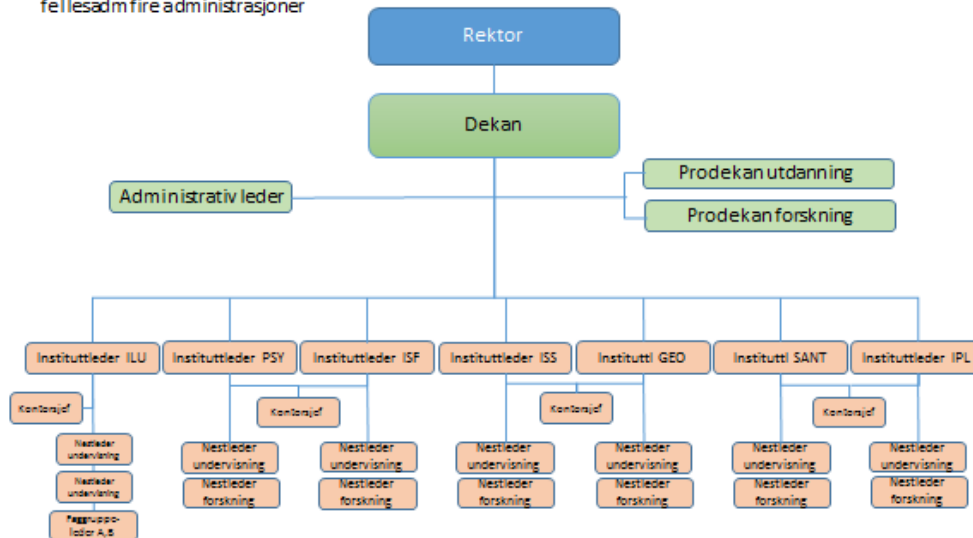 fellesadm fire administrasjoner
Rektor
Dekan
Prodekan utdanning
Administrativ leder
Prodekan forskning
Instituttleder ILU
Instituttleder PSY
Instituttleder ISF
Instituttleder ISS
Instituttl GEO
Instituttl SANT
Instituttleder IPL
Kontorsjef
Kontorsjef
Kontorsjef
Kontorsjef
Nestleder
undervisning
Nestleder
undervisning
Faggruppe-
leder A,B
Nestleder
undervisning
Nestleder
forskning
Nestleder
undervisning
Nestleder
forskning
Nestleder
undervisning
Nestleder
forskning
Nestleder
undervisning
Nestleder
forskning
Nestleder
undervisning
Nestleder
forskning
Nestleder
undervisning
Nestleder
forskning